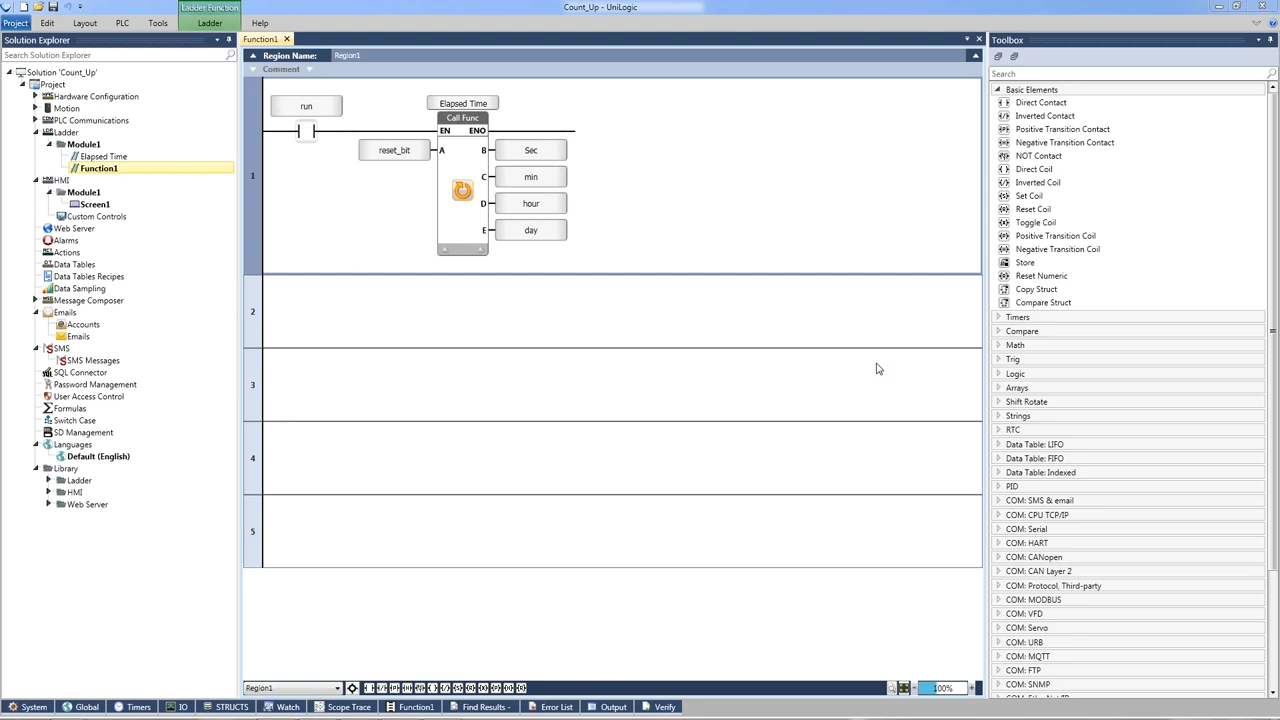 Ladder Function
Count_Up - UniLogic
Project
Edit
Layout
PLC
Tools
Ladder
Help
Solution Explorer
Search Solution Explorer
Solution 'Count_Up'
Project
Hardware Configuration
Motion
PLC Communications
Ladder
Module1
Elapsed Time
Function1
HMI
Module1
Screen1
Custom Controls
Web Server
Alarms
Actions
Data Tables
Data Tables Recipes
Data Sampling
Message Composer
Emails
Accounts
Emails
SMS
SMS Messages
SQL Connector
Password Management
User Access Control
Formulas
Switch Case
SD Management
Languages
Default (English)
Library
Ladder
HMI
Web Server
Function1
Region Name:
Region1
Comment
run
Elapsed Time
Call Func
EN ENO
reset_bit
A B
Sec
C
min
D
hour
E
day
1
2
3
4
5
Region1
100%
Toolbox
Search
Basic Elements
Direct Contact
Inverted Contact
Positive Transition Contact
Negative Transition Contact
NOT Contact
Direct Coil
Inverted Coil
Set Coil
Reset Coil
Toggle Coil
Positive Transition Coil
Negative Transition Coil
Store
Reset Numeric
Copy Struct
Compare Struct
Timers
Compare
Math
Trig
Logic
Arrays
Shift Rotate
Strings
RTC
Data Table: LIFO
Data Table: FIFO
Data Table: Indexed
PID
COM: SMS & email
COM: CPU TCP/IP
COM: Serial
COM: HART
COM: CANopen
COM: CAN Layer 2
COM: Protocol, Third-party
COM: MODBUS
COM: VFD
COM: Servo
COM: URB
COM: MQTT
COM: FTP
COM: SNMP
System
Global
Timers
IO
STRUCTS
Watch
Scope Trace
Function1
Find Results -
Error List
Output
Verify